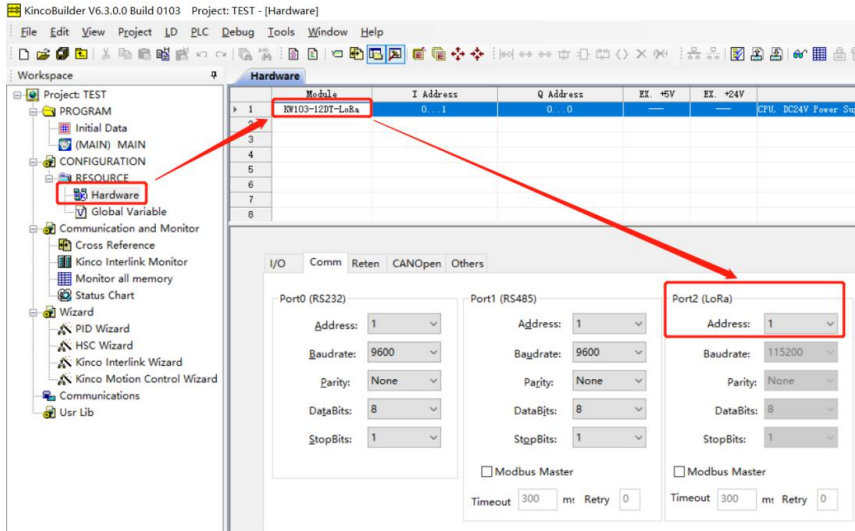 KincoBuilder V6.3.0.0 Build 0103 Project: TEST - [Hardware]
File Edit View Project LD PLC Debug Tools Window Help
Workspace
Hardware
Project: TEST
PROGRAM
Initial Data
(MAIN) MAIN
CONFIGURATION
RESOURCE
Hardware
Global Variable
Communication and Monitor
Cross Reference
Kinco Interlink Monitor
Monitor all memory
Status Chart
Wizard
PID Wizard
HSC Wizard
Kinco Interlink Wizard
Kinco Motion Control Wizard
Communications
Usr Lib
Module I Address Q Address EX. +5V EX. +24V
1 KW103-12DT-LoRa 0...1 0...0 CPU, DC24V Power Su
2
3
4
5
6
7
8
I/O Comm Reten CANOpen Others
Port0 (RS232)
Address: 1
Baudrate: 9600
Parity: None
DataBits: 8
StopBits: 1
Port1 (RS485)
Address: 1
Baudrate: 9600
Parity: None
DataBits: 8
StopBits: 1
Modbus Master
Timeout 300 ms Retry 0
Port2 (LoRa)
Address: 1
Baudrate: 115200
Parity: None
DataBits: 8
StopBits: 1
Modbus Master
Timeout 300 ms Retry 0